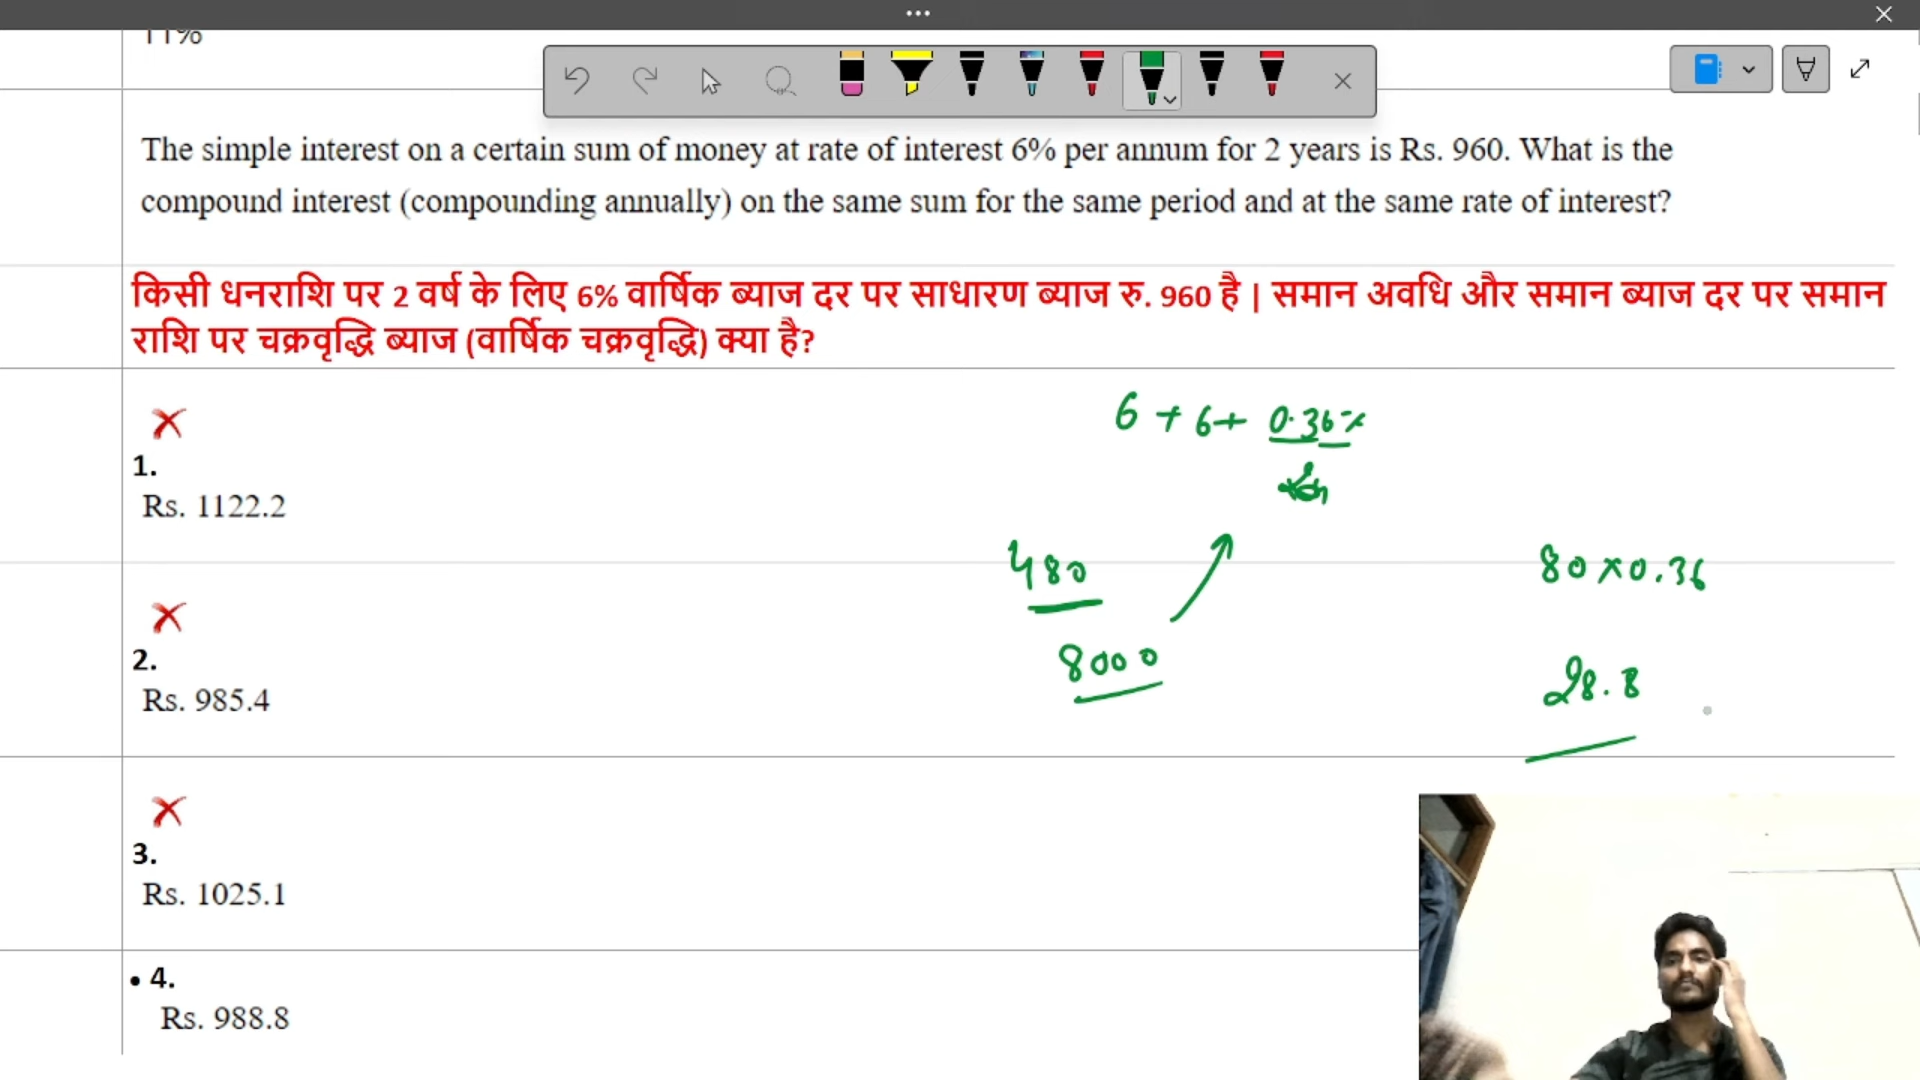 11%
The simple interest on a certain sum of money at rate of interest 6% per annum for 2 years is Rs. 960. What is the
compound interest (compounding annually) on the same sum for the same period and at the same rate of interest?
किसी धनराशि पर 2 वर्ष के लिए 6% वार्षिक ब्याज दर पर साधारण ब्याज रु. 960 है | समान अवधि और समान ब्याज दर पर समान
राशि पर चक्रवृद्धि ब्याज (वार्षिक चक्रवृद्धि) क्या है?
6 + 6 + 0.36%
1.
Rs. 1122.2
480
80 × 0.36
2.
8000
Rs. 985.4
28.8
3.
Rs. 1025.1
• 4.
Rs. 988.8